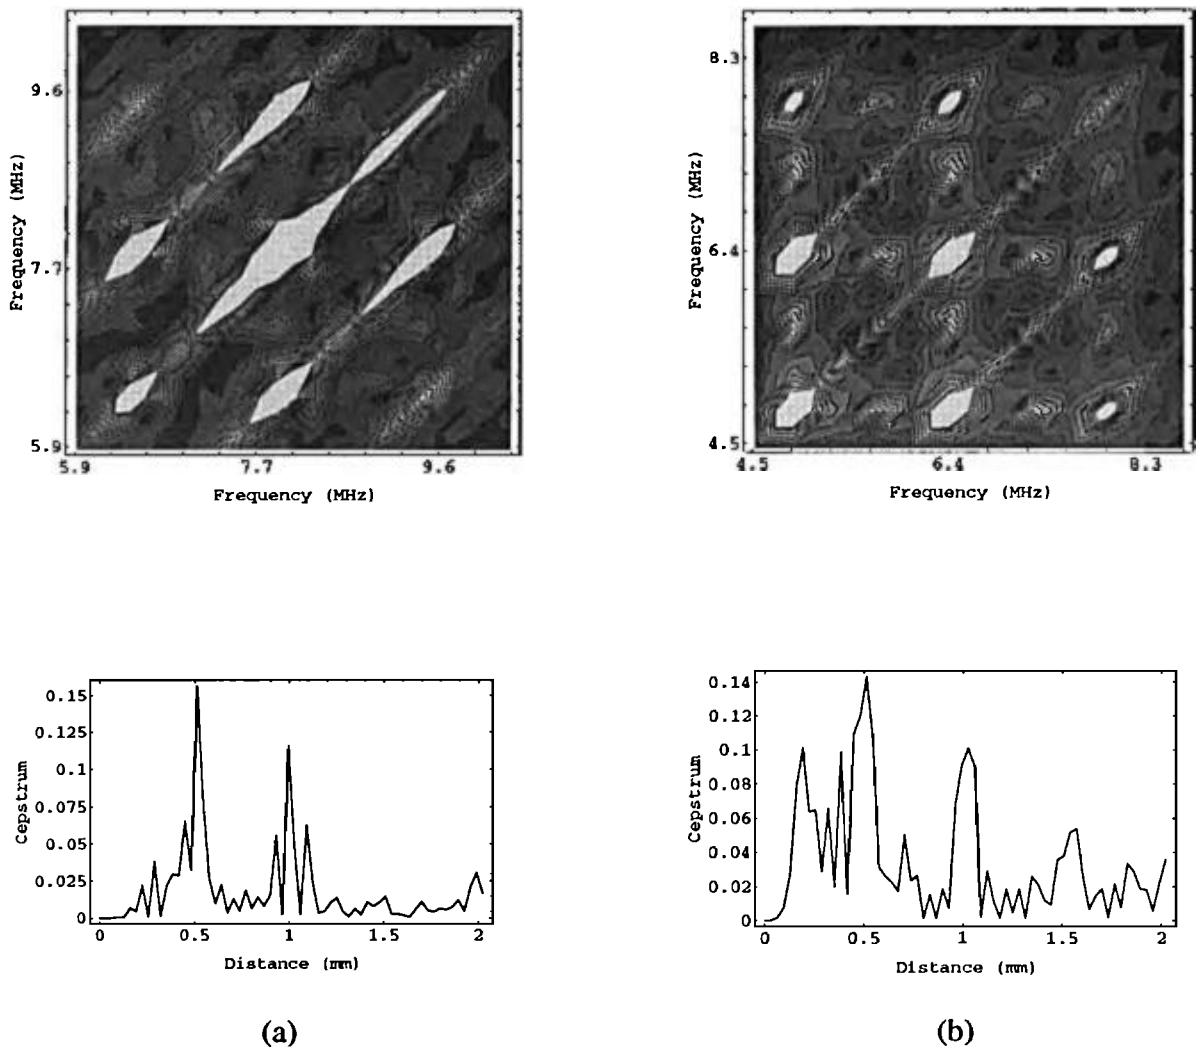 9.6
7.7
5.9
Frequency (MHz)
5.9 7.7 9.6
Frequency (MHz)
8.3
6.4
4.5
Frequency (MHz)
4.5 6.4 8.3
Frequency (MHz)
0.15
0.125
0.1
0.075
0.05
0.025
0
Cepstrum
0 0.5 1 1.5 2
Distance (mm)
(a)
0.14
0.12
0.1
0.08
0.06
0.04
0.02
0
Cepstrum
0 0.5 1 1.5 2
Distance (mm)
(b)